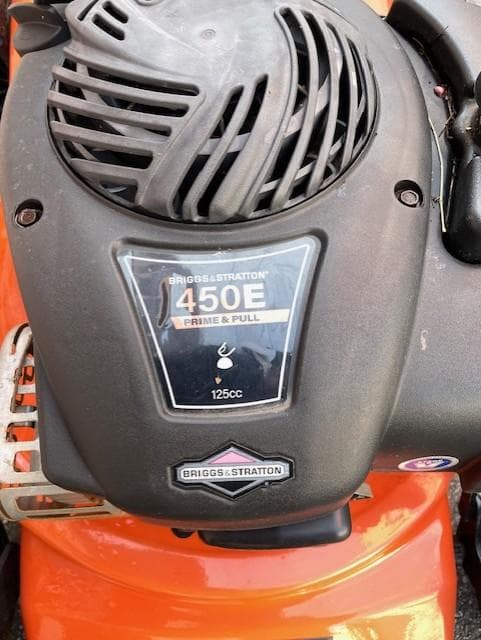 BRIGGS & STRATTON
450E
PRIME & PULL
125cc
BRIGGS & STRATTON